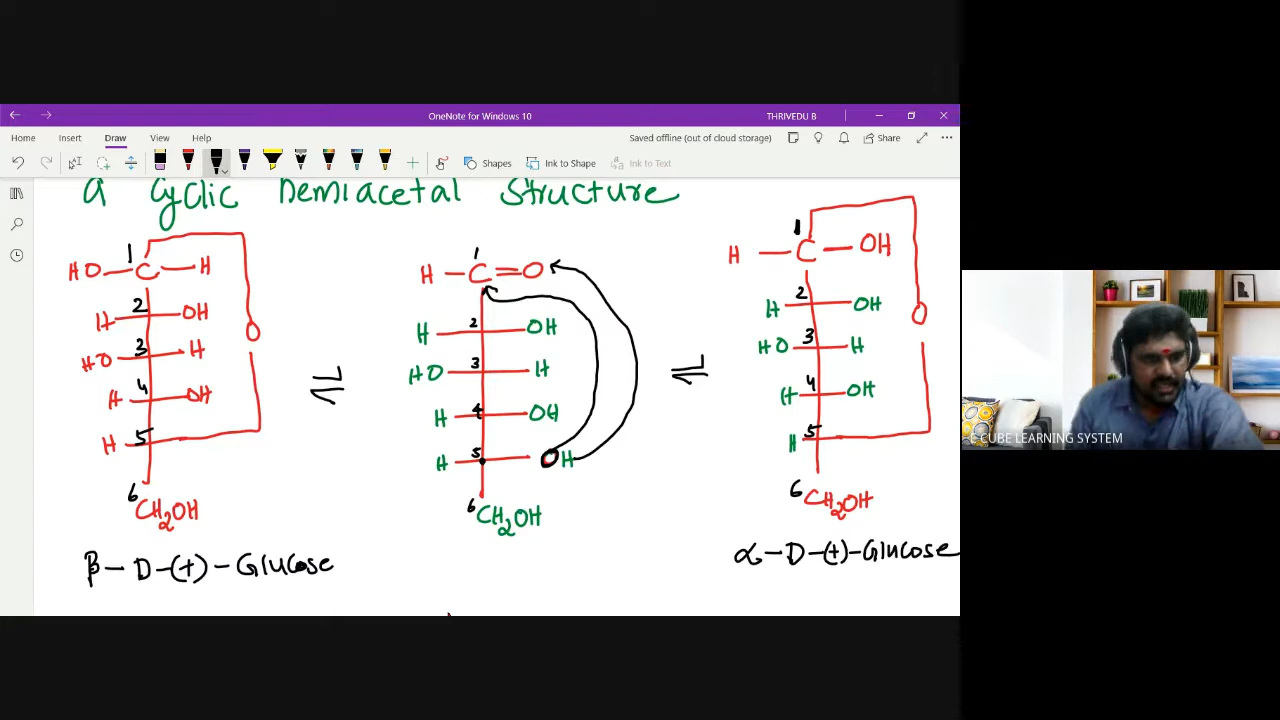 OneNote for Windows 10
THRIVEDU B
Home Insert Draw View Help
Saved offline (out of cloud storage)
Share
Shapes
Ink to Shape
Ink to Text
a Cyclic Demiacetal Structure
1
HO C H
2
H OH
HO 3 H
4
H OH
H 5
O
6
CH2OH
β-D-(+)-Glucose
⇌
1
H-C=O
2
H OH
3
HO H
4
H OH
5
H OH
6
CH2OH
⇌
1
H-C-OH
2
H OH
3
HO H
4
H OH
5
H
O
6
CH2OH
α-D-(+)-Glucose
E CUBE LEARNING SYSTEM